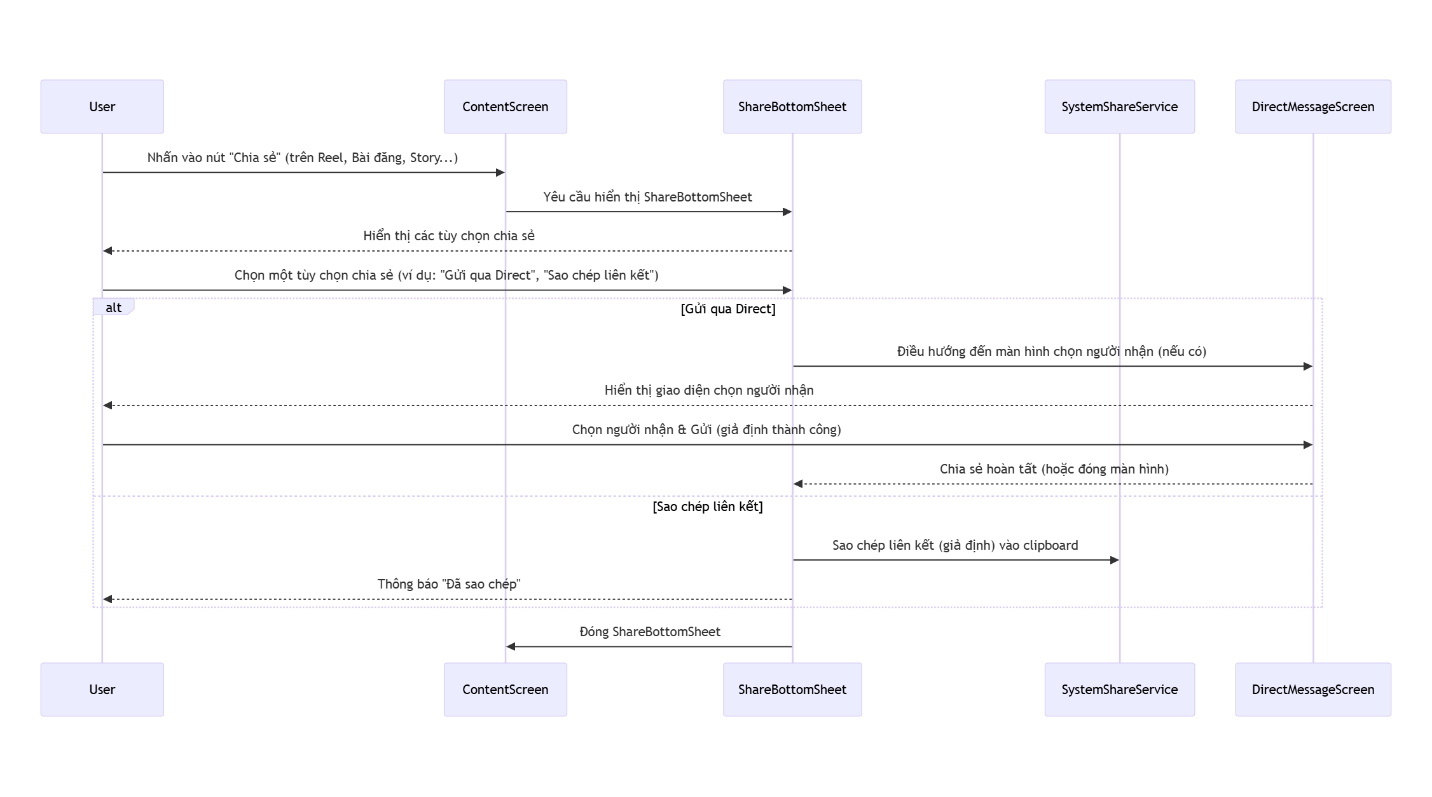 User
ContentScreen
ShareBottomSheet
SystemShareService
DirectMessageScreen
Nhấn vào nút "Chia sẻ" (trên Reel, Bài đăng, Story...)
Yêu cầu hiển thị ShareBottomSheet
Hiển thị các tùy chọn chia sẻ
Chọn một tùy chọn chia sẻ (ví dụ: "Gửi qua Direct", "Sao chép liên kết")
alt
[Gửi qua Direct]
Điều hướng đến màn hình chọn người nhận (nếu có)
Hiển thị giao diện chọn người nhận
Chọn người nhận & Gửi (giả định thành công)
Chia sẻ hoàn tất (hoặc đóng màn hình)
[Sao chép liên kết]
Sao chép liên kết (giả định) vào clipboard
Thông báo "Đã sao chép"
Đóng ShareBottomSheet
User
ContentScreen
ShareBottomSheet
SystemShareService
DirectMessageScreen